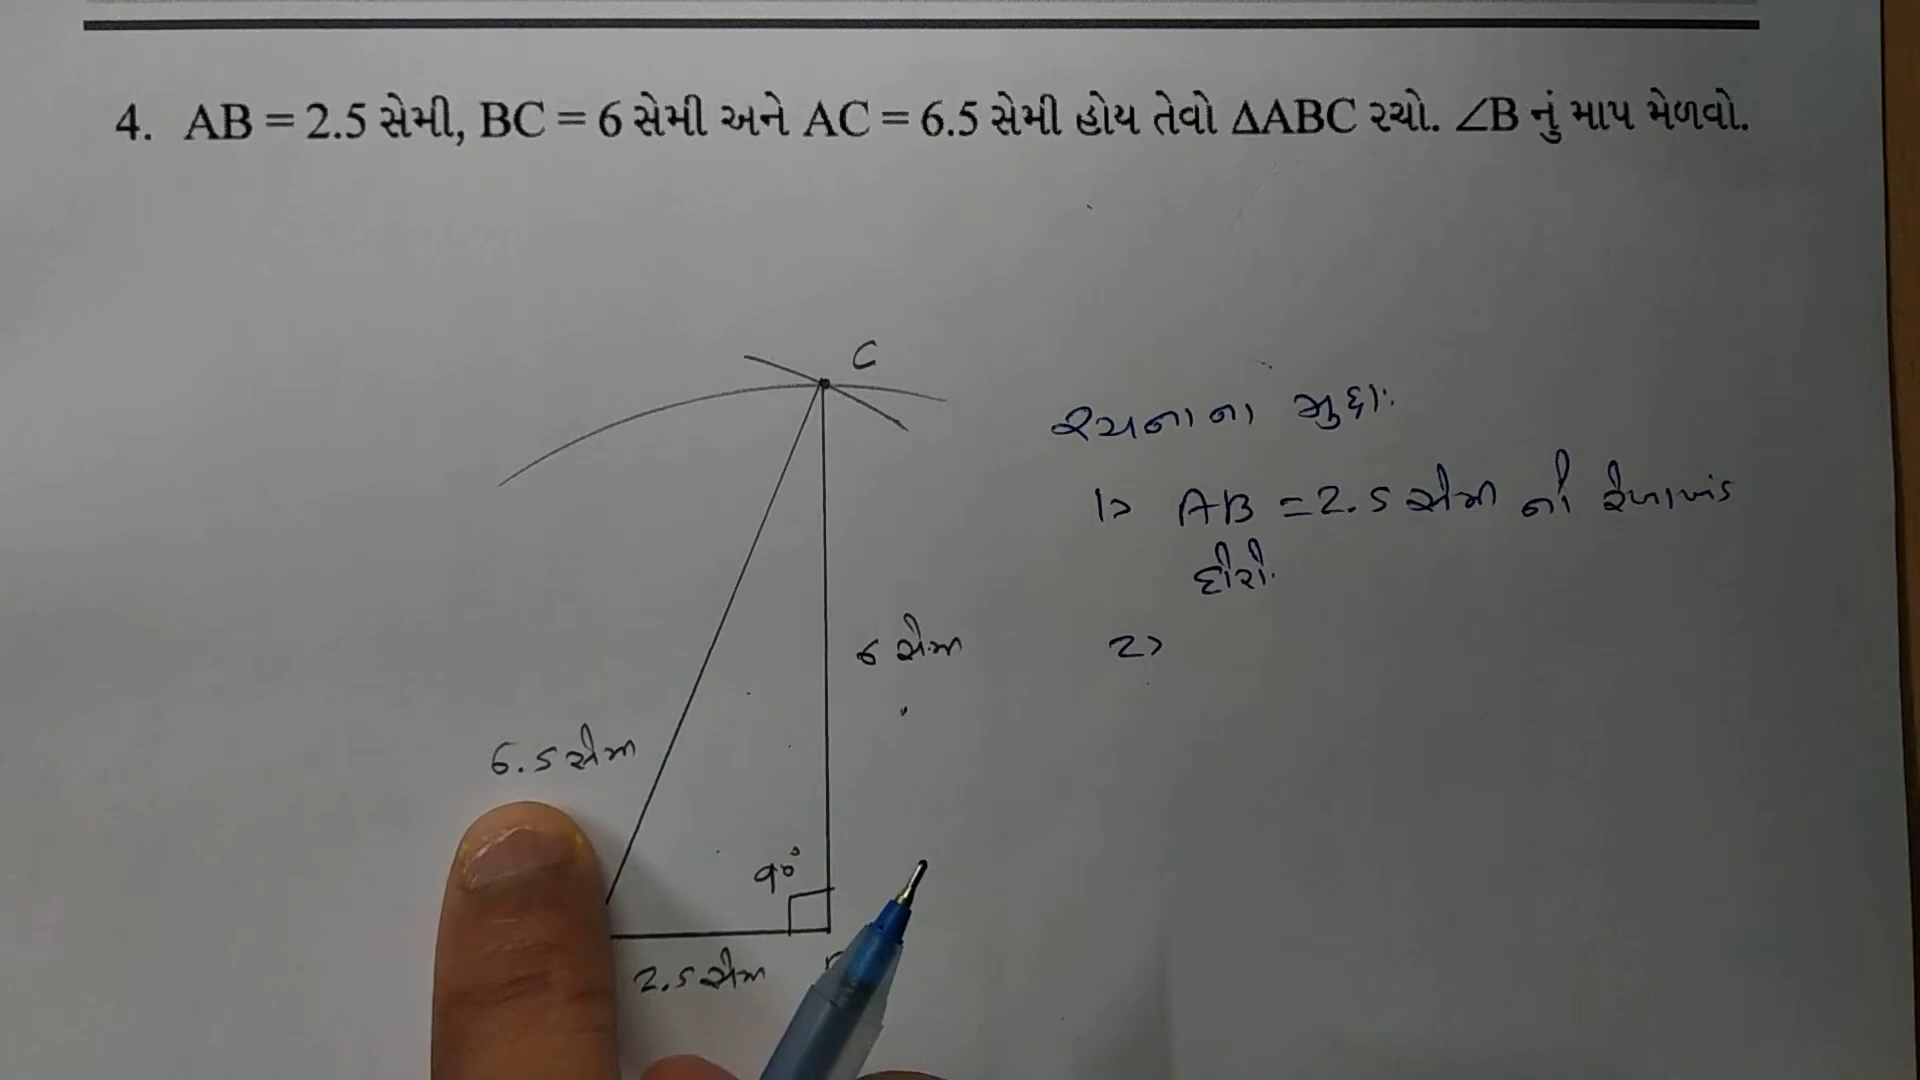 4. AB = 2.5 સેમી, BC = 6 સેમી અને AC = 6.5 સેમી હોય તેવો ΔABC રચો. ∠B નું માપ મેળવો.
C
રચનાના મુદ્દા:
1> AB = 2.5 સેમી નો રેખાખંડ
દોરો.
6 સેમી
2>
6.5 સેમી
90°
2.5 સેમી